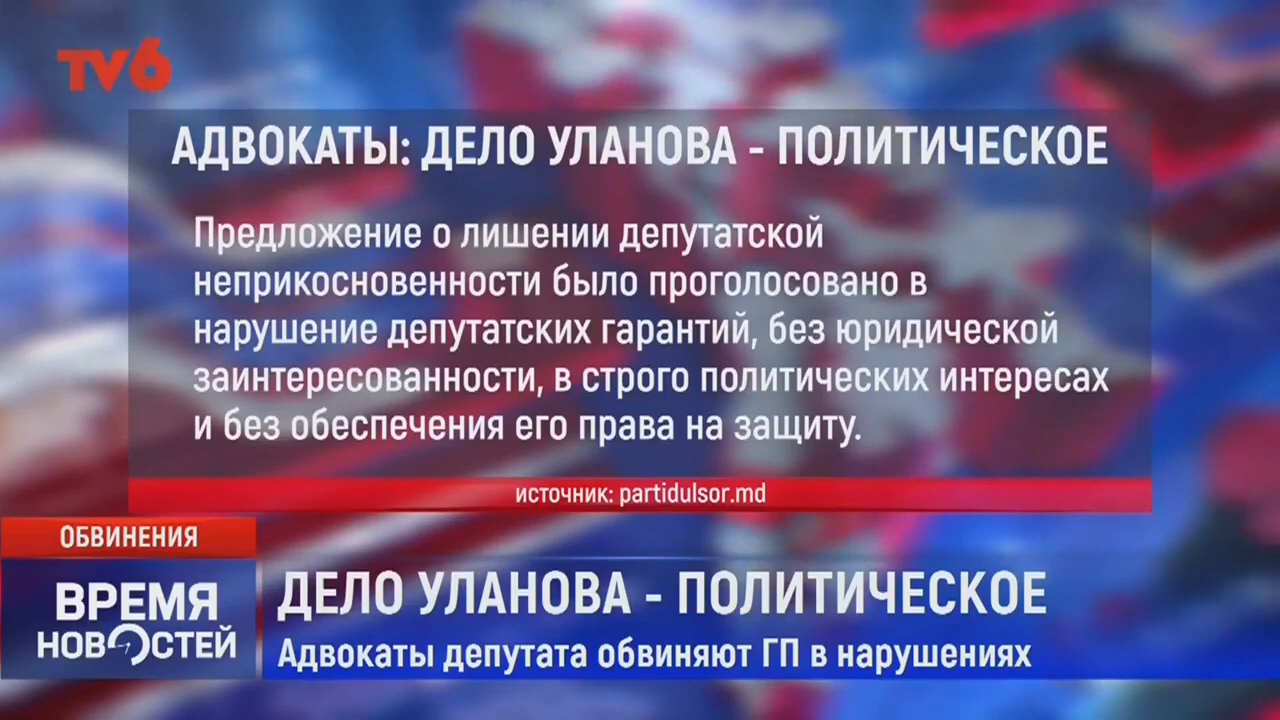 TV6
АДВОКАТЫ: ДЕЛО УЛАНОВА - ПОЛИТИЧЕСКОЕ
Предложение о лишении депутатской
неприкосновенности было проголосовано в
нарушение депутатских гарантий, без юридической
заинтересованности, в строго политических интересах
и без обеспечения его права на защиту.
источник: partidulsor.md
ОБВИНЕНИЯ
ВРЕМЯ
НОВОСТЕЙ
ДЕЛО УЛАНОВА - ПОЛИТИЧЕСКОЕ
Адвокаты депутата обвиняют ГП в нарушениях